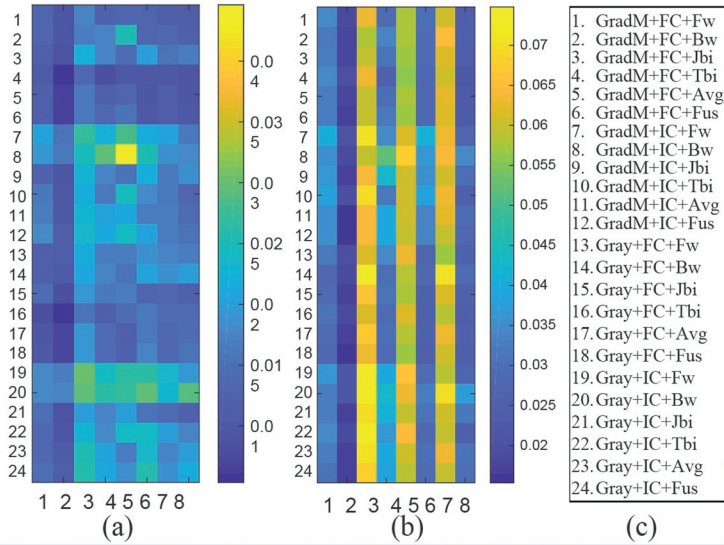 1
2
3
4
5
6
7
8
9
10
11
12
13
14
15
16
17
18
19
20
21
22
23
24
1 2 3 4 5 6 7 8
(a)
0.0
4
0.03
5
0.0
3
0.02
5
0.0
2
0.01
5
0.0
1
1
2
3
4
5
6
7
8
9
10
11
12
13
14
15
16
17
18
19
20
21
22
23
24
1 2 3 4 5 6 7 8
(b)
0.07
0.065
0.06
0.055
0.05
0.045
0.04
0.035
0.03
0.025
0.02
1. GradM+FC+Fw
2. GradM+FC+Bw
3. GradM+FC+Jbi
4. GradM+FC+Tbi
5. GradM+FC+Avg
6. GradM+FC+Fus
7. GradM+IC+Fw
8. GradM+IC+Bw
9. GradM+IC+Jbi
10. GradM+IC+Tbi
11. GradM+IC+Avg
12. GradM+IC+Fus
13. Gray+FC+Fw
14. Gray+FC+Bw
15. Gray+FC+Jbi
16. Gray+FC+Tbi
17. Gray+FC+Avg
18. Gray+FC+Fus
19. Gray+IC+Fw
20. Gray+IC+Bw
21. Gray+IC+Jbi
22. Gray+IC+Tbi
23. Gray+IC+Avg
24. Gray+IC+Fus
(c)